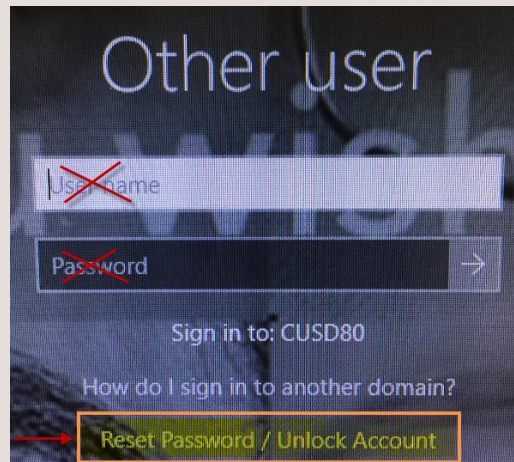 Other user
u wish
User name
Password
Sign in to: CUSD80
How do I sign in to another domain?
Reset Password / Unlock Account